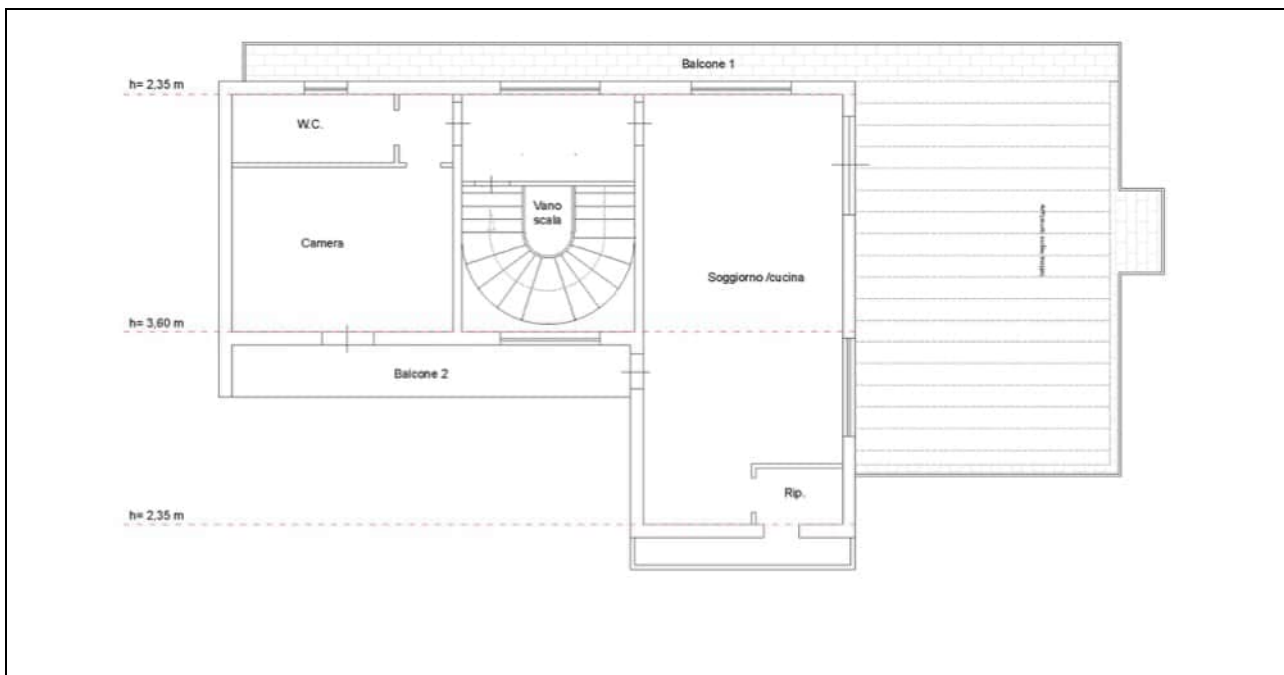 Balcone 1
h= 2,35 m
W.C.
Vano
scala
Camera
Soggiorno /cucina
h= 3,60 m
Balcone 2
Rip.
h= 2,35 m